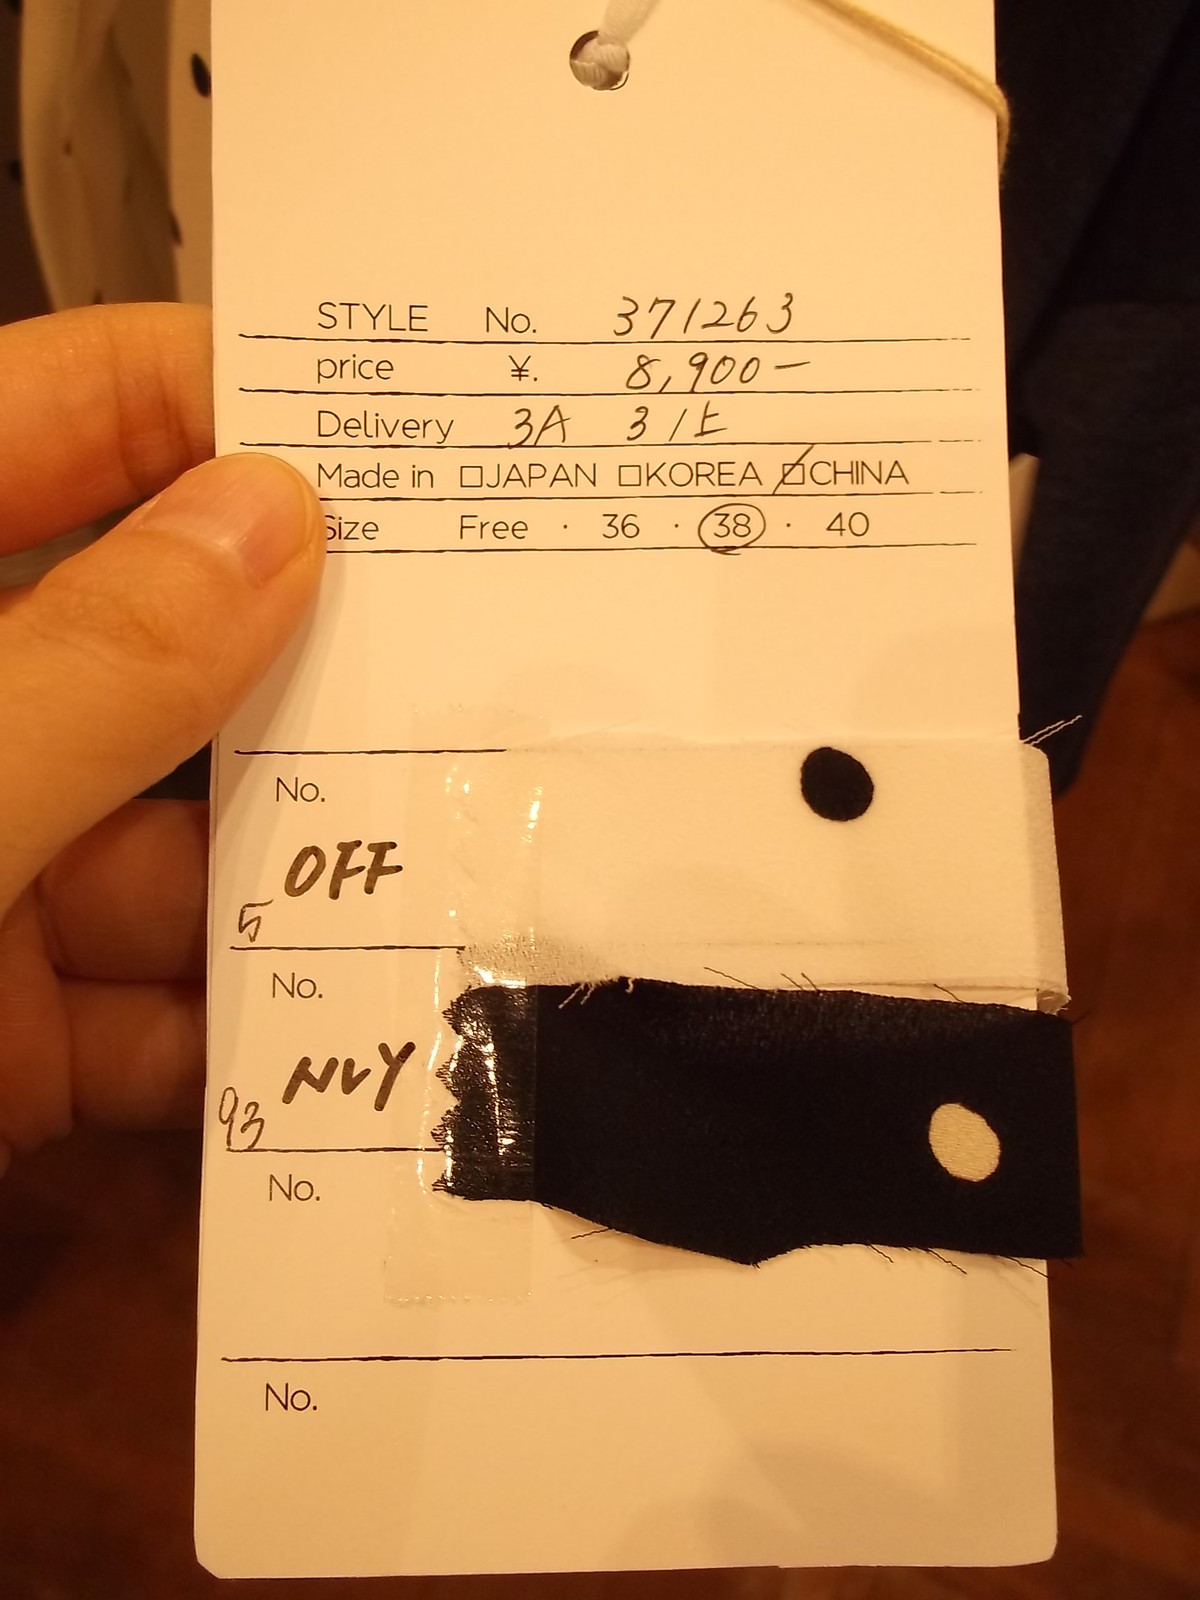 STYLE No. 371263
price ¥. 8,900-
Delivery 3A 3/上
Made in □JAPAN □KOREA □CHINA
Size Free · 36 · 38 · 40
No.
OFF
5
No.
NVY
93
No.
No.